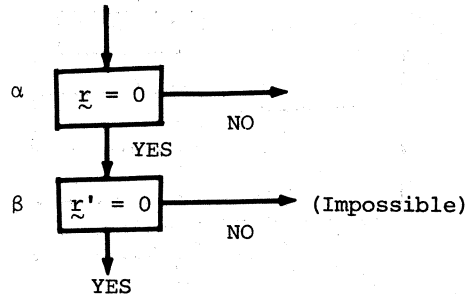 α r = 0
NO
YES
β r' = 0 (Impossible)
NO
YES